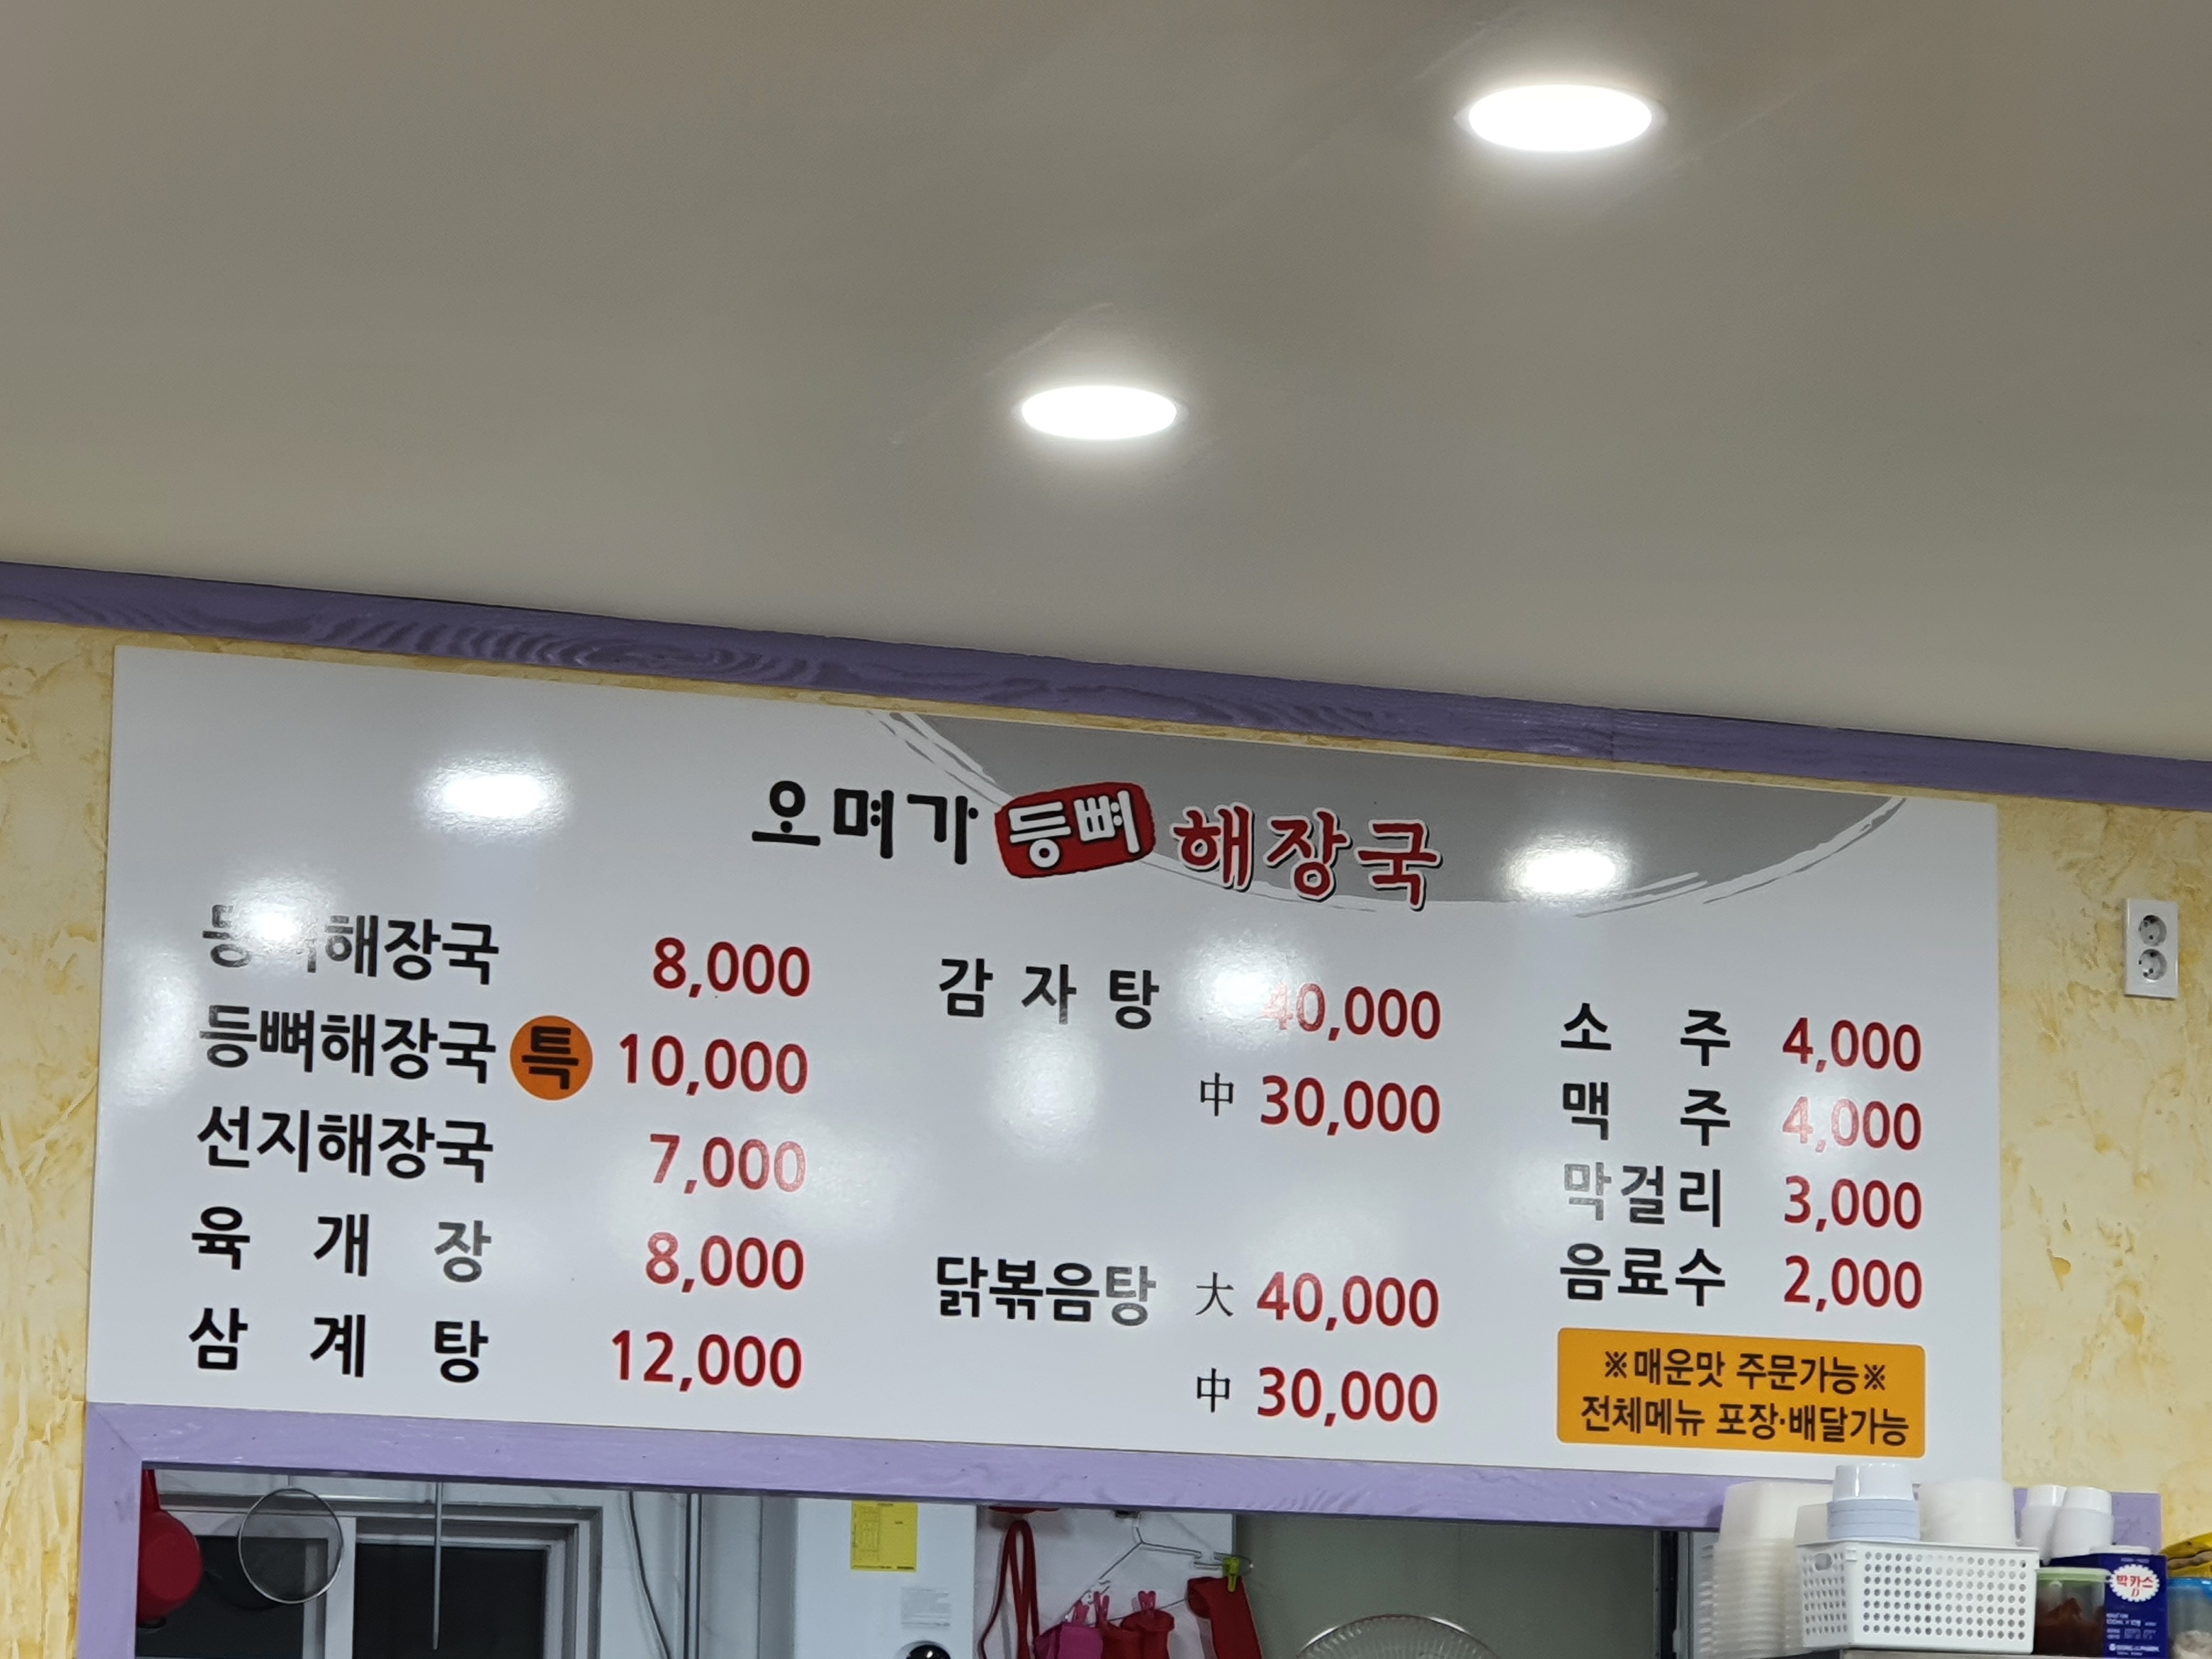 오며가 등뼈 해장국
해장국 8,000
등뼈해장국 특 10,000
선지해장국 7,000
육개장 8,000
삼계탕 12,000
감자탕 40,000
中 30,000
닭볶음탕 大 40,000
中 30,000
소주 4,000
맥주 4,000
막걸리 3,000
음료수 2,000
※매운맛 주문가능※
전체메뉴 포장·배달가능
박카스
D